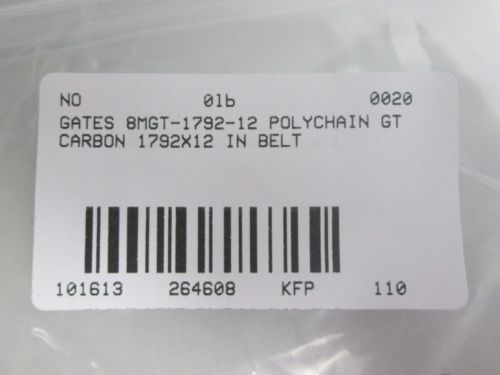 NO 01b 0020
GATES 8MGT-1792-12 POLYCHAIN GT
CARBON 1792X12 IN BELT
101613 264608 KFP 110